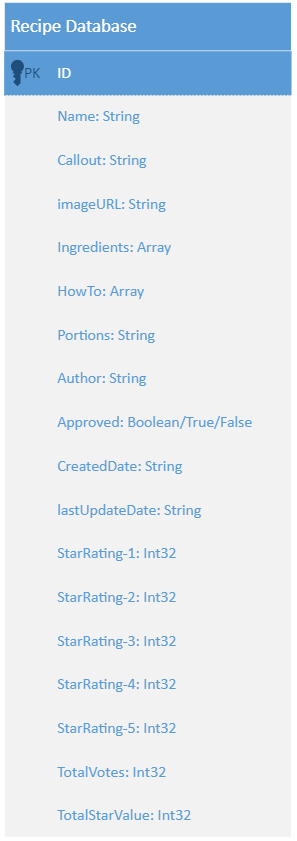 Recipe Database
PK ID
Name: String
Callout: String
imageURL: String
Ingredients: Array
HowTo: Array
Portions: String
Author: String
Approved: Boolean/True/False
CreatedDate: String
lastUpdateDate: String
StarRating-1: Int32
StarRating-2: Int32
StarRating-3: Int32
StarRating-4: Int32
StarRating-5: Int32
TotalVotes: Int32
TotalStarValue: Int32